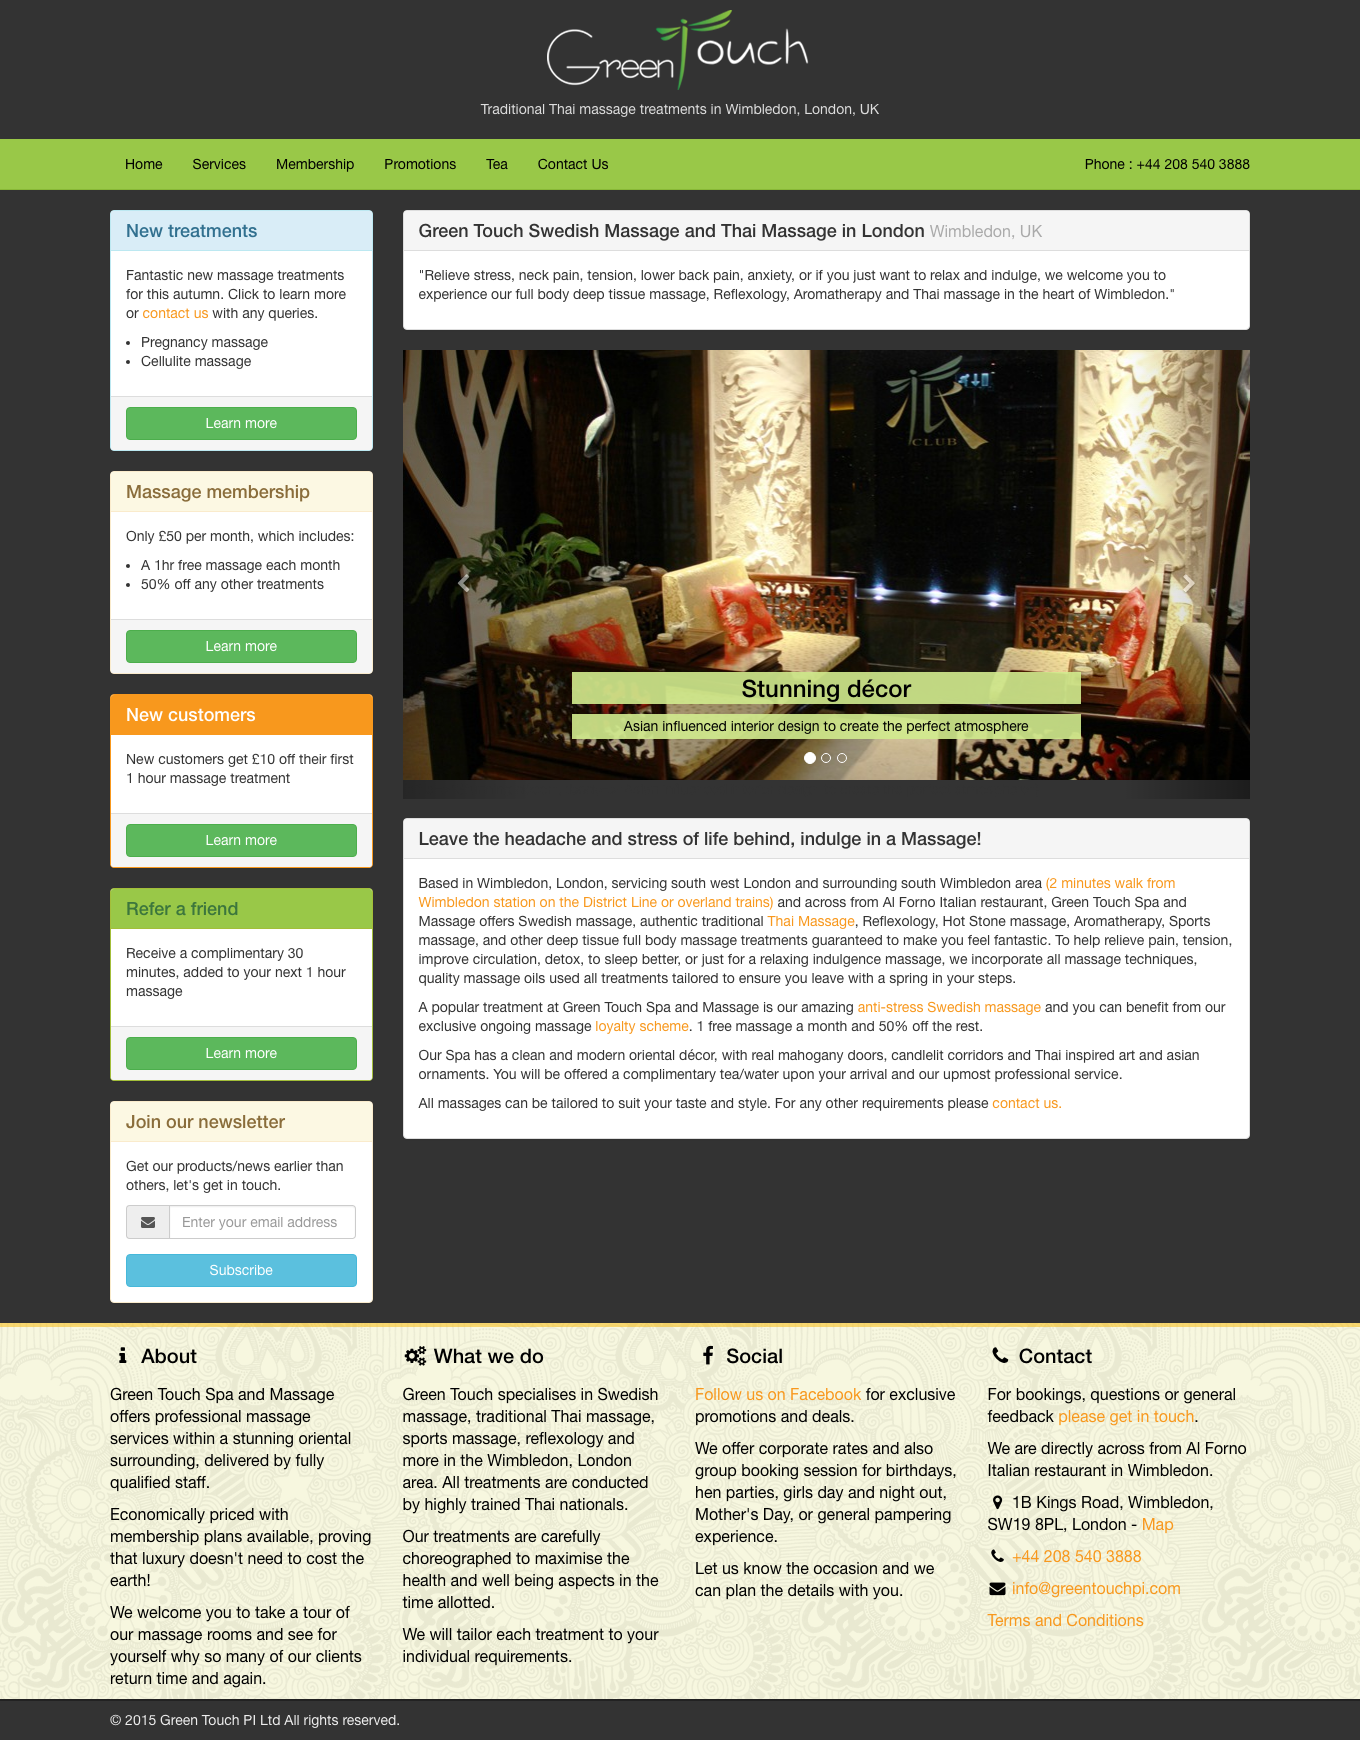 Green Touch
Traditional Thai massage treatments in Wimbledon, London, UK
Home Services Membership Promotions Tea Contact Us Phone : +44 208 540 3888
New treatments
Fantastic new massage treatments
for this autumn. Click to learn more
or contact us with any queries.
• Pregnancy massage
• Cellulite massage
Learn more
Massage membership
Only £50 per month, which includes:
• A 1hr free massage each month
• 50% off any other treatments
Learn more
New customers
New customers get £10 off their first
1 hour massage treatment
Learn more
Refer a friend
Receive a complimentary 30
minutes, added to your next 1 hour
massage
Learn more
Join our newsletter
Get our products/news earlier than
others, let's get in touch.
Enter your email address
Subscribe
Green Touch Swedish Massage and Thai Massage in London Wimbledon, UK
"Relieve stress, neck pain, tension, lower back pain, anxiety, or if you just want to relax and indulge, we welcome you to
experience our full body deep tissue massage, Reflexology, Aromatherapy and Thai massage in the heart of Wimbledon."
CLUB
Stunning décor
Asian influenced interior design to create the perfect atmosphere
Leave the headache and stress of life behind, indulge in a Massage!
Based in Wimbledon, London, servicing south west London and surrounding south Wimbledon area (2 minutes walk from
Wimbledon station on the District Line or overland trains) and across from Al Forno Italian restaurant, Green Touch Spa and
Massage offers Swedish massage, authentic traditional Thai Massage, Reflexology, Hot Stone massage, Aromatherapy, Sports
massage, and other deep tissue full body massage treatments guaranteed to make you feel fantastic. To help relieve pain, tension,
improve circulation, detox, to sleep better, or just for a relaxing indulgence massage, we incorporate all massage techniques,
quality massage oils used all treatments tailored to ensure you leave with a spring in your steps.
A popular treatment at Green Touch Spa and Massage is our amazing anti-stress Swedish massage and you can benefit from our
exclusive ongoing massage loyalty scheme. 1 free massage a month and 50% off the rest.
Our Spa has a clean and modern oriental décor, with real mahogany doors, candlelit corridors and Thai inspired art and asian
ornaments. You will be offered a complimentary tea/water upon your arrival and our upmost professional service.
All massages can be tailored to suit your taste and style. For any other requirements please contact us.
About
Green Touch Spa and Massage
offers professional massage
services within a stunning oriental
surrounding, delivered by fully
qualified staff.
Economically priced with
membership plans available, proving
that luxury doesn't need to cost the
earth!
We welcome you to take a tour of
our massage rooms and see for
yourself why so many of our clients
return time and again.
What we do
Green Touch specialises in Swedish
massage, traditional Thai massage,
sports massage, reflexology and
more in the Wimbledon, London
area. All treatments are conducted
by highly trained Thai nationals.
Our treatments are carefully
choreographed to maximise the
health and well being aspects in the
time allotted.
We will tailor each treatment to your
individual requirements.
Social
Follow us on Facebook for exclusive
promotions and deals.
We offer corporate rates and also
group booking session for birthdays,
hen parties, girls day and night out,
Mother's Day, or general pampering
experience.
Let us know the occasion and we
can plan the details with you.
Contact
For bookings, questions or general
feedback please get in touch.
We are directly across from Al Forno
Italian restaurant in Wimbledon.
1B Kings Road, Wimbledon,
SW19 8PL, London - Map
+44 208 540 3888
info@greentouchpi.com
Terms and Conditions
© 2015 Green Touch PI Ltd All rights reserved.